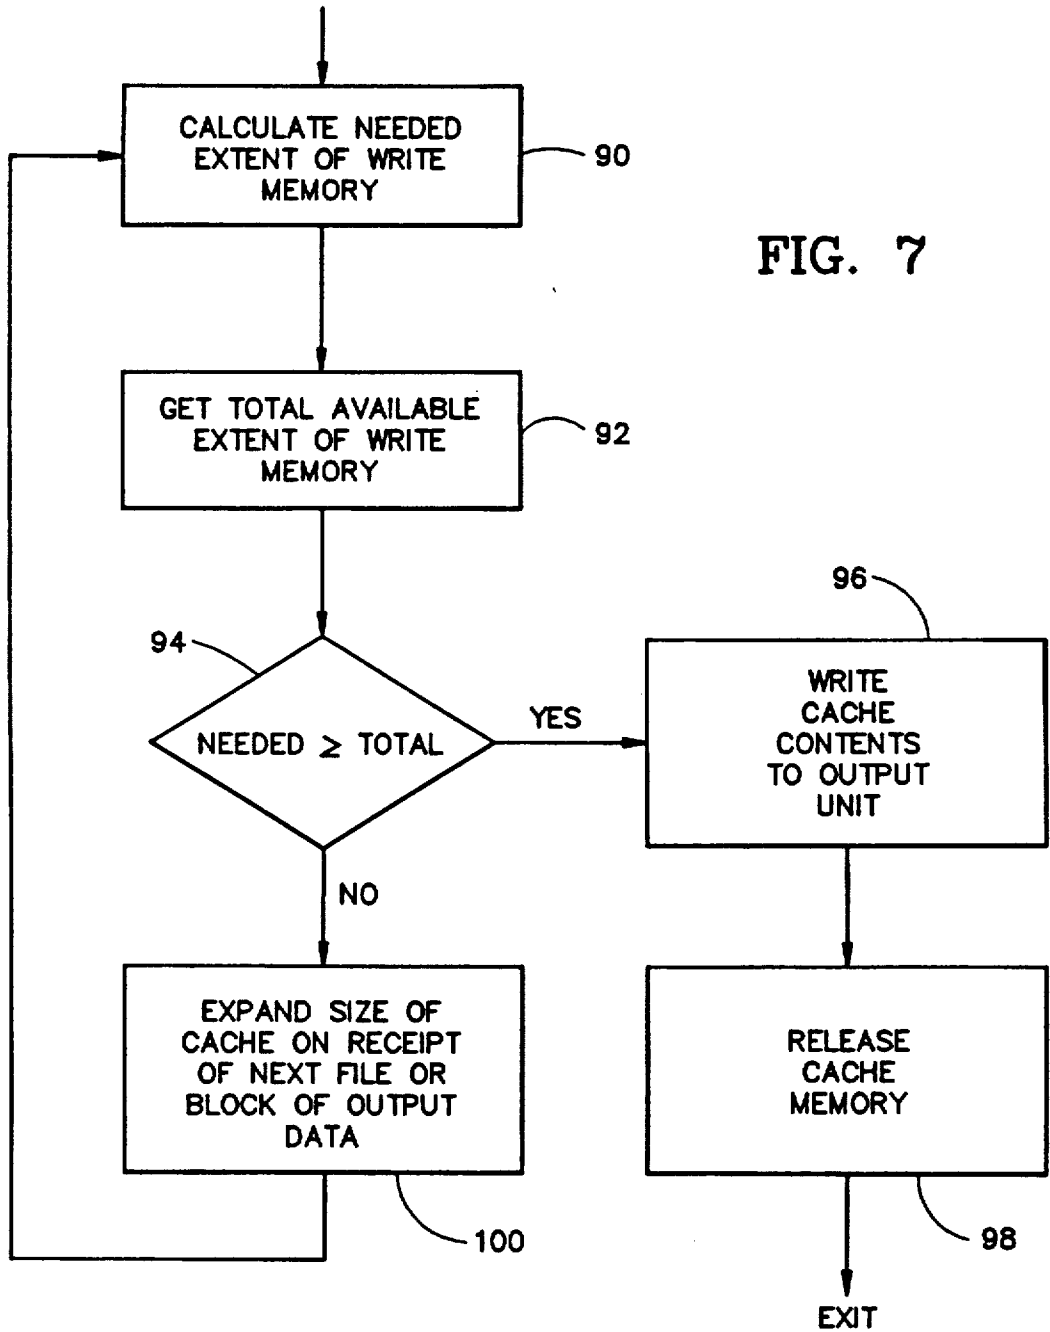 CALCULATE NEEDED
EXTENT OF WRITE
MEMORY
90
FIG. 7
GET TOTAL AVAILABLE
EXTENT OF WRITE
MEMORY
92
94
NEEDED ≥ TOTAL
YES
NO
96
WRITE
CACHE
CONTENTS
TO OUTPUT
UNIT
EXPAND SIZE OF
CACHE ON RECEIPT
OF NEXT FILE OR
BLOCK OF OUTPUT
DATA
100
RELEASE
CACHE
MEMORY
98
EXIT